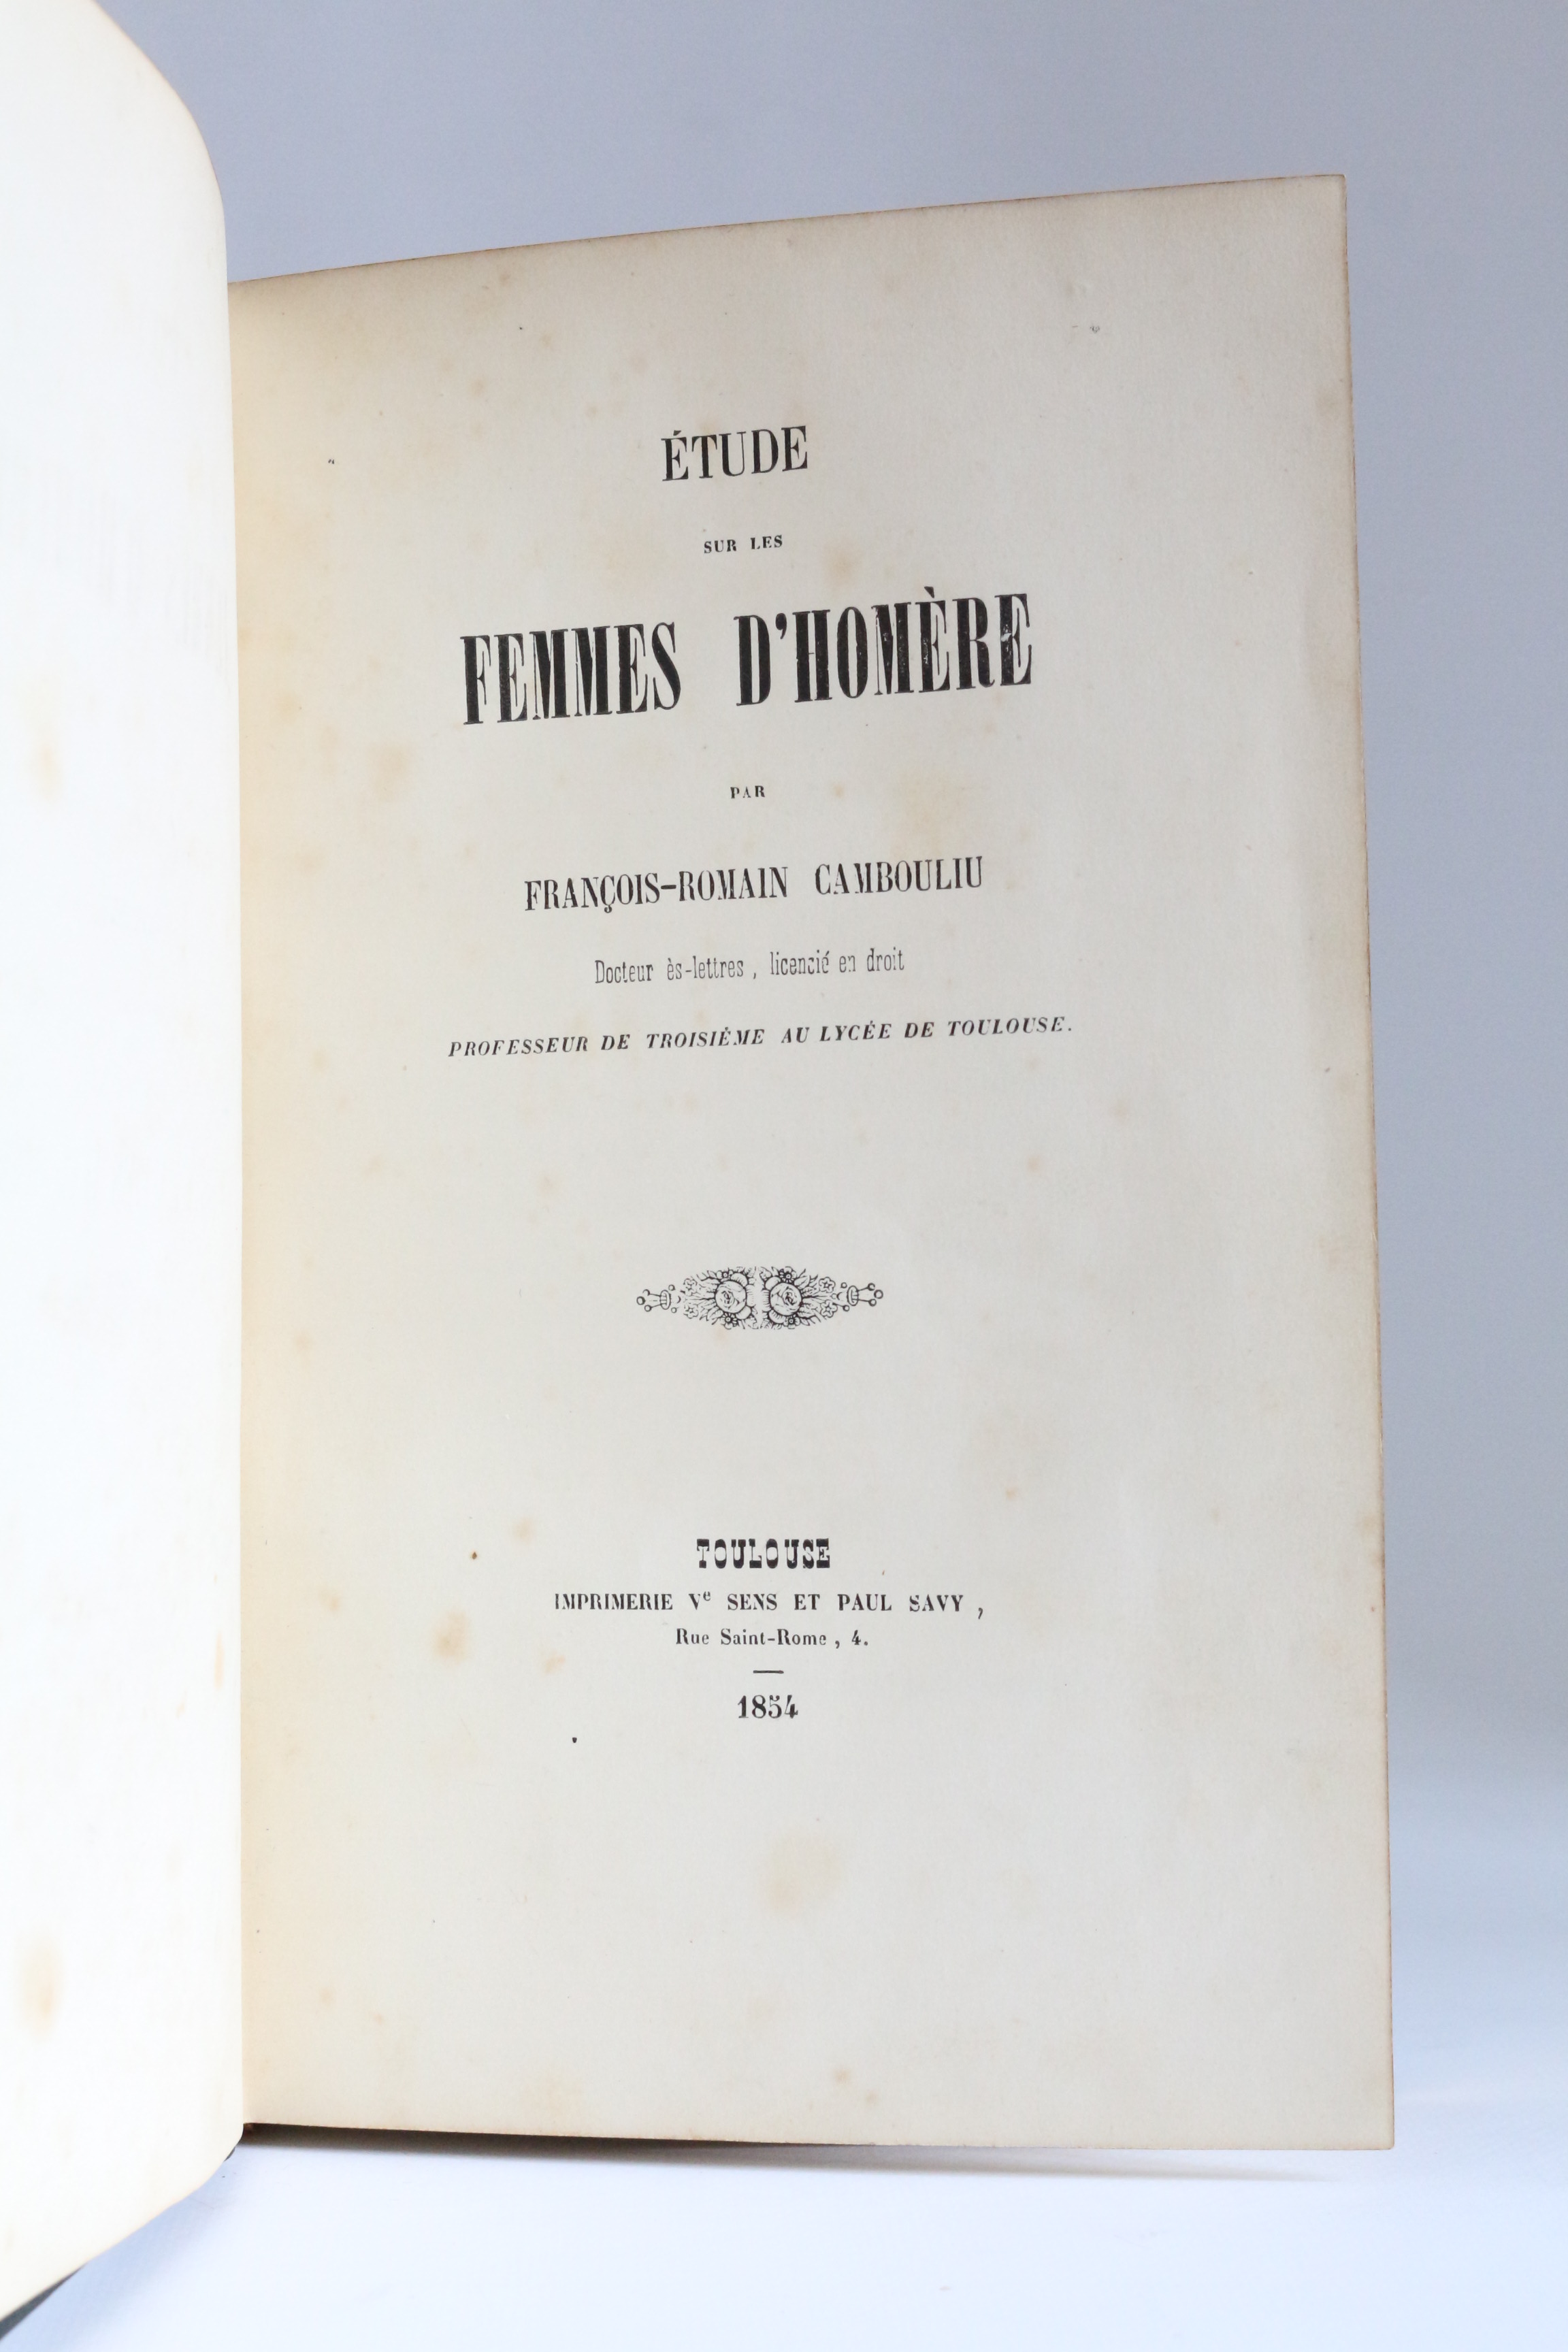 ÉTUDE
SUR LES
FEMMES D'HOMÈRE
PAR
FRANÇOIS-ROMAIN CAMBOULIU
Docteur ès-lettres, licencié en droit
PROFESSEUR DE TROISIÉME AU LYCÉE DE TOULOUSE.
TOULOUSE
IMPRIMERIE Ve SENS ET PAUL SAVY,
Rue Saint-Rome, 4.
1854